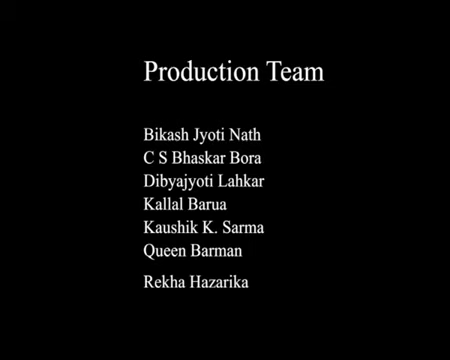 Production Team
Bikash Jyoti Nath
C S Bhaskar Bora
Dibyajyoti Lahkar
Kallal Barua
Kaushik K. Sarma
Queen Barman
Rekha Hazarika